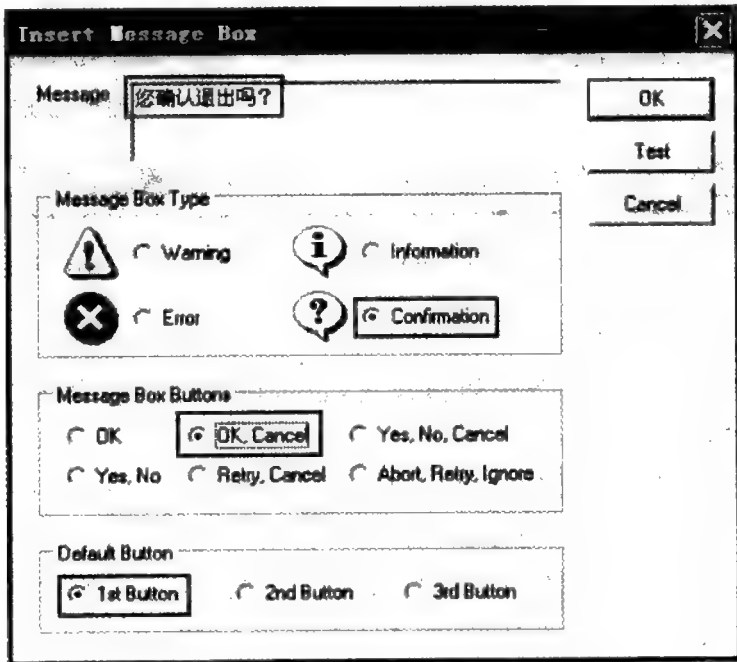 Insert Message Box
Message 您确认退出吗?
OK
Test
Cancel
Message Box Type
Warning
Information
Error
Confirmation
Message Box Buttons
OK
OK, Cancel
Yes, No, Cancel
Yes, No
Retry, Cancel
Abort, Retry, Ignore
Default Button
1st Button
2nd Button
3rd Button